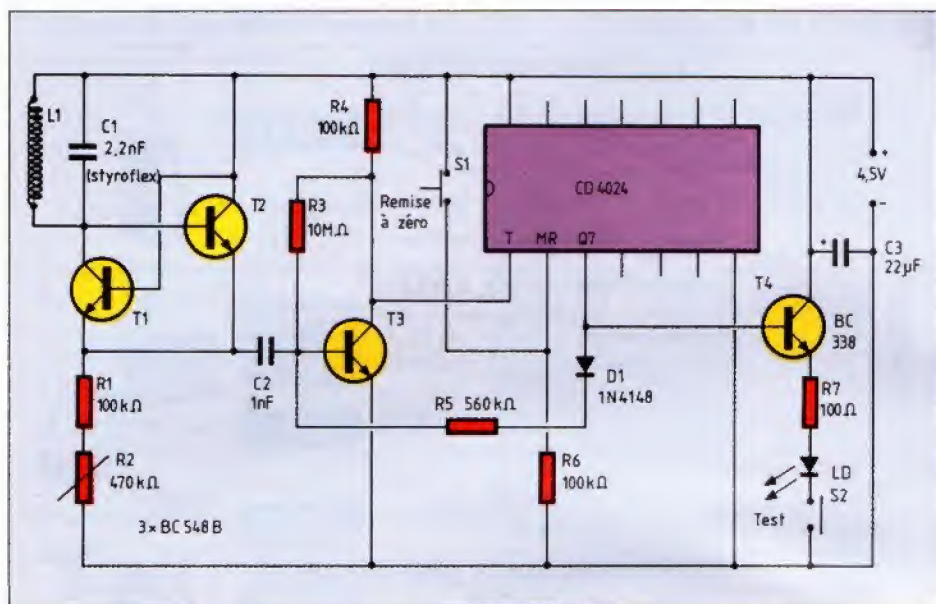 L1
C1
2,2nF
(styroflex)
T2
T1
R1
100kΩ
R2
470kΩ
3× BC 548 B
R4
100kΩ
R3
10MΩ
C2
1nF
T3
S1
Remise
à zéro
CD 4024
T MR Q7
R5 560kΩ
D1
1N4148
R6
100kΩ
4,5V
+
−
+
C3
22µF
T4
BC
338
R7
100Ω
LD
S2
Test